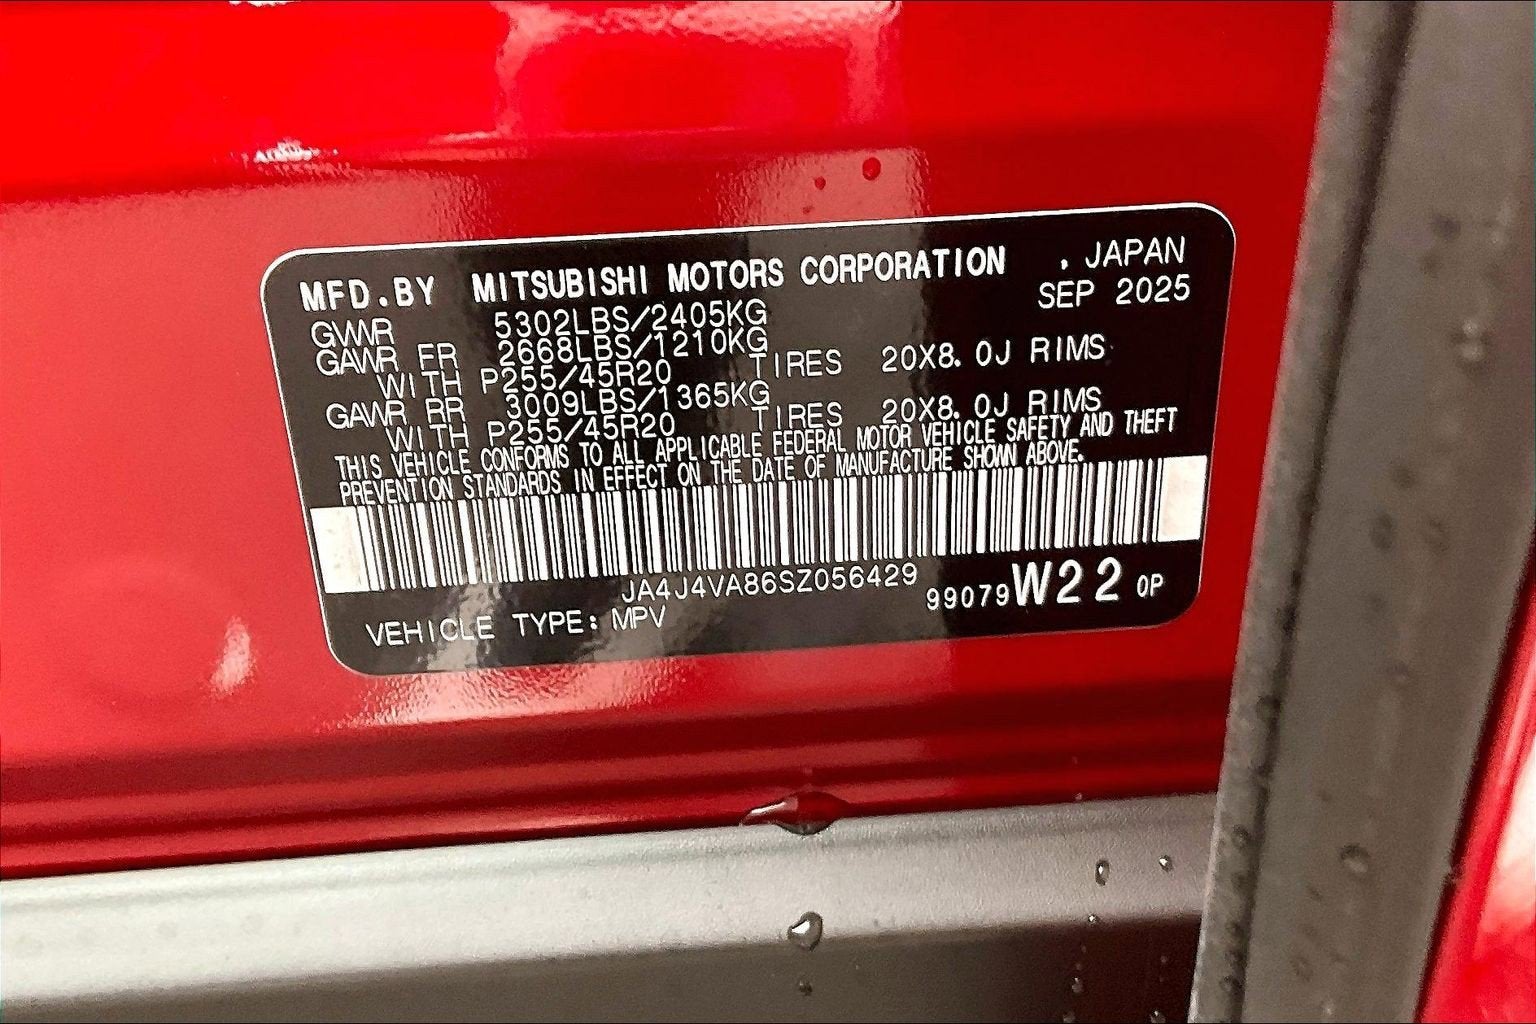 MFD.BY MITSUBISHI MOTORS CORPORATION , JAPAN
SEP 2025
GVWR 5302LBS/2405KG
GAWR FR 2668LBS/1210KG
WITH P255/45R20 TIRES 20X8.0J RIMS
GAWR RR 3009LBS/1365KG
WITH P255/45R20 TIRES 20X8.0J RIMS
THIS VEHICLE CONFORMS TO ALL APPLICABLE FEDERAL MOTOR VEHICLE SAFETY AND THEFT
PREVENTION STANDARDS IN EFFECT ON THE DATE OF MANUFACTURE SHOWN ABOVE.
JA4J4VA86SZ056429
99079W22 0P
VEHICLE TYPE: MPV